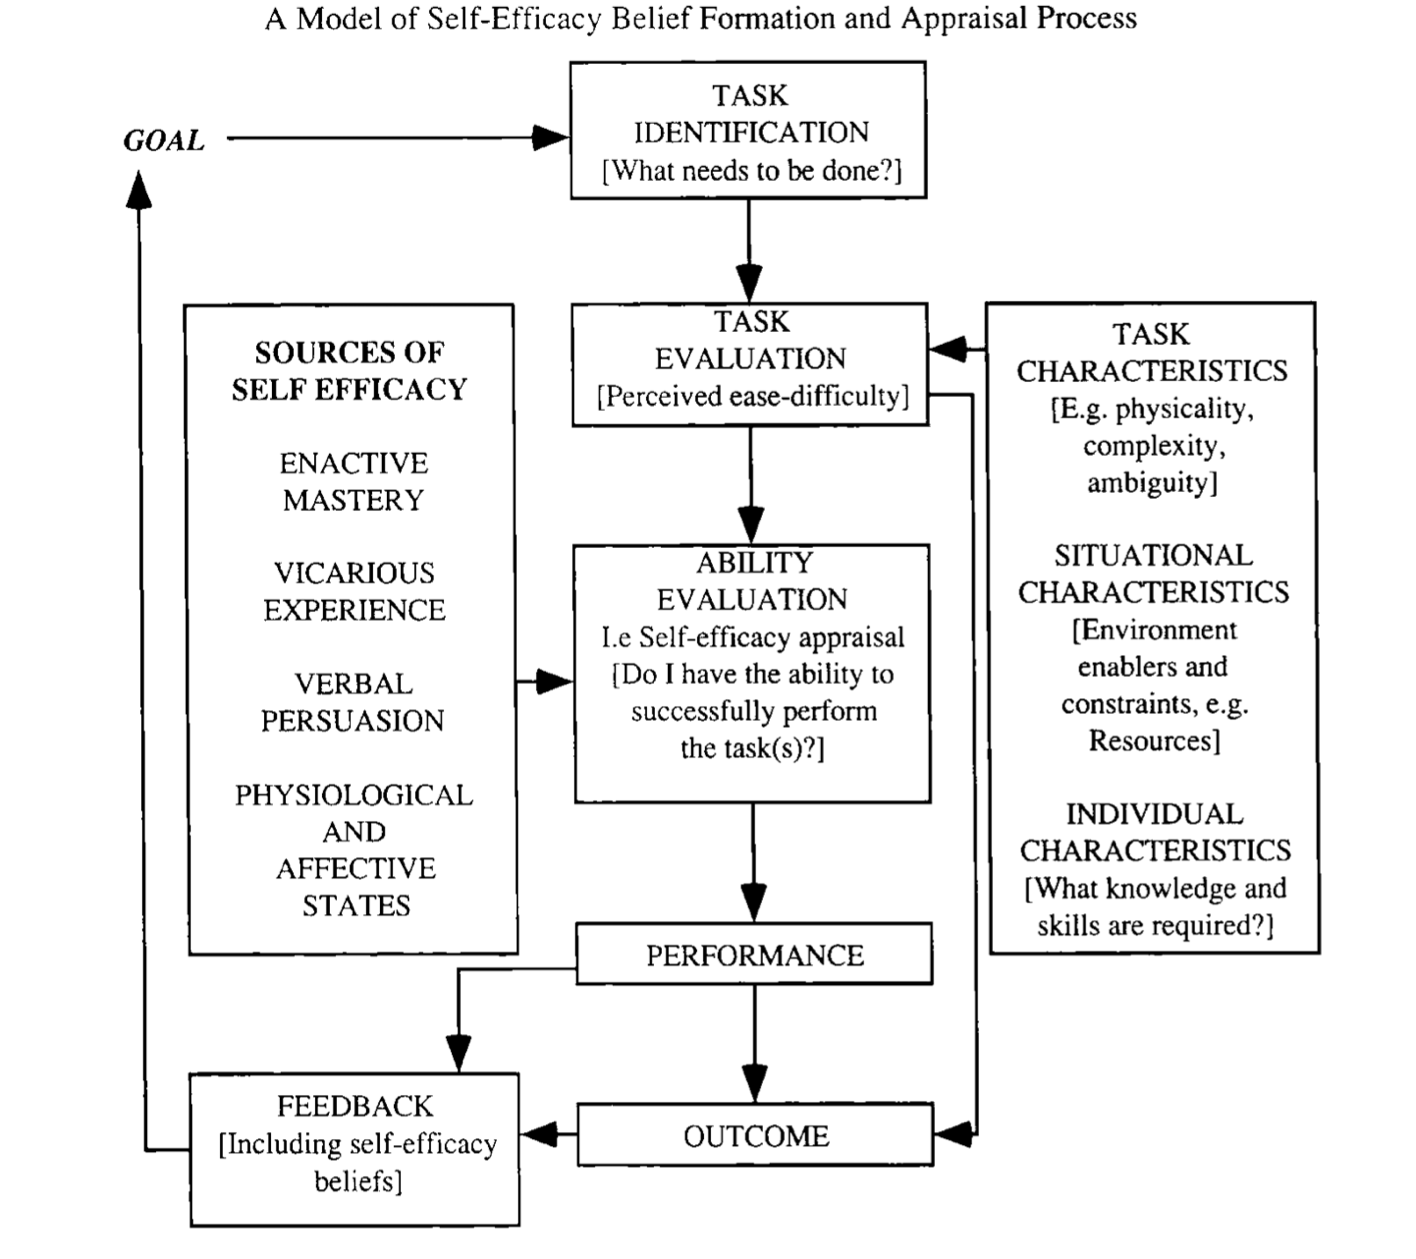 A Model of Self-Efficacy Belief Formation and Appraisal Process
GOAL
TASK
IDENTIFICATION
[What needs to be done?]
SOURCES OF
SELF EFFICACY
ENACTIVE
MASTERY
VICARIOUS
EXPERIENCE
VERBAL
PERSUASION
PHYSIOLOGICAL
AND
AFFECTIVE
STATES
TASK
EVALUATION
[Perceived ease-difficulty]
ABILITY
EVALUATION
I.e Self-efficacy appraisal
[Do I have the ability to
successfully perform
the task(s)?]
TASK
CHARACTERISTICS
[E.g. physicality,
complexity,
ambiguity]
SITUATIONAL
CHARACTERISTICS
[Environment
enablers and
constraints, e.g.
Resources]
INDIVIDUAL
CHARACTERISTICS
[What knowledge and
skills are required?]
PERFORMANCE
FEEDBACK
[Including self-efficacy
beliefs]
OUTCOME